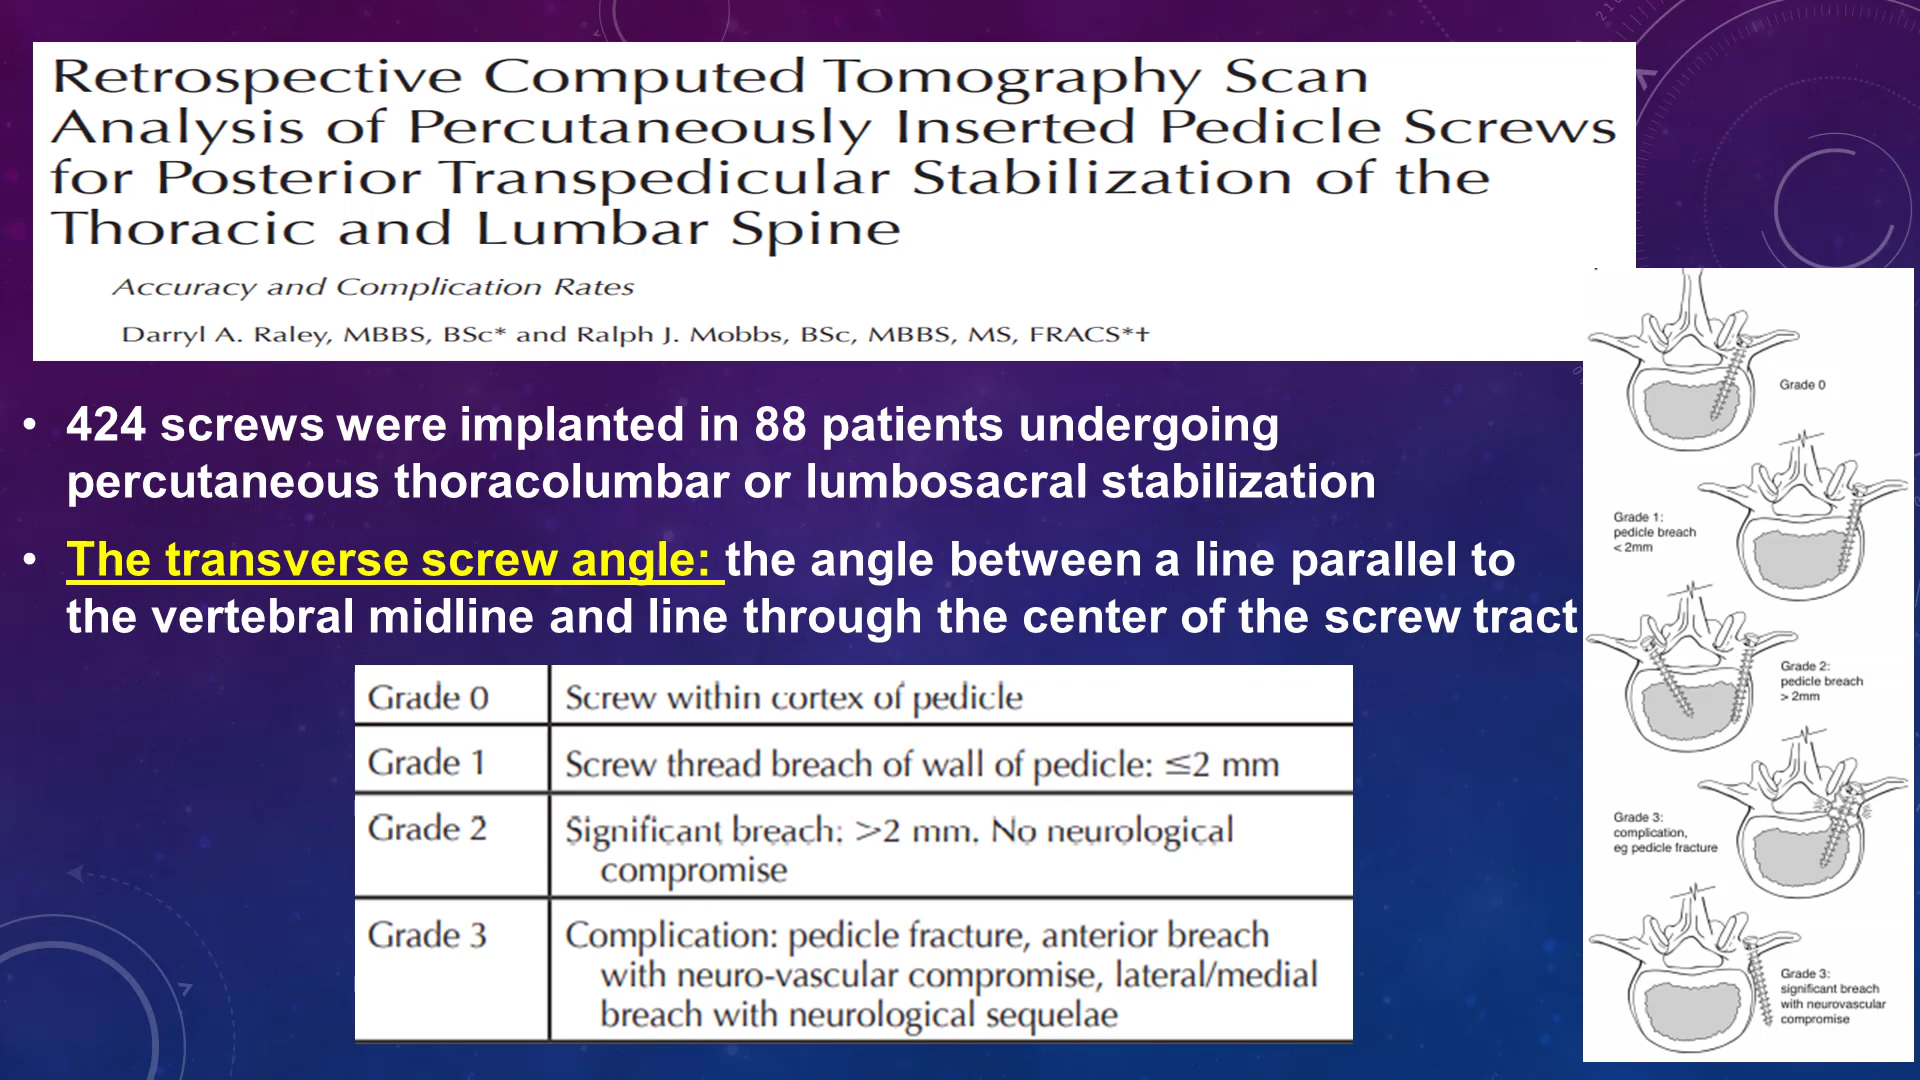 Retrospective Computed Tomography Scan
Analysis of Percutaneously Inserted Pedicle Screws
for Posterior Transpedicular Stabilization of the
Thoracic and Lumbar Spine
Accuracy and Complication Rates
Darryl A. Raley, MBBS, BSc* and Ralph J. Mobbs, BSc, MBBS, MS, FRACS*†
• 424 screws were implanted in 88 patients undergoing
percutaneous thoracolumbar or lumbosacral stabilization
• The transverse screw angle: the angle between a line parallel to
the vertebral midline and line through the center of the screw tract
Grade 0 Screw within cortex of pedicle
Grade 1 Screw thread breach of wall of pedicle: ≤2 mm
Grade 2 Significant breach: >2 mm. No neurological
compromise
Grade 3 Complication: pedicle fracture, anterior breach
with neuro-vascular compromise, lateral/medial
breach with neurological sequelae
Grade 0
Grade 1:
pedicle breach
< 2mm
Grade 2:
pedicle breach
> 2mm
Grade 3:
complication,
eg pedicle fracture
Grade 3:
significant breach
with neurovascular
compromise